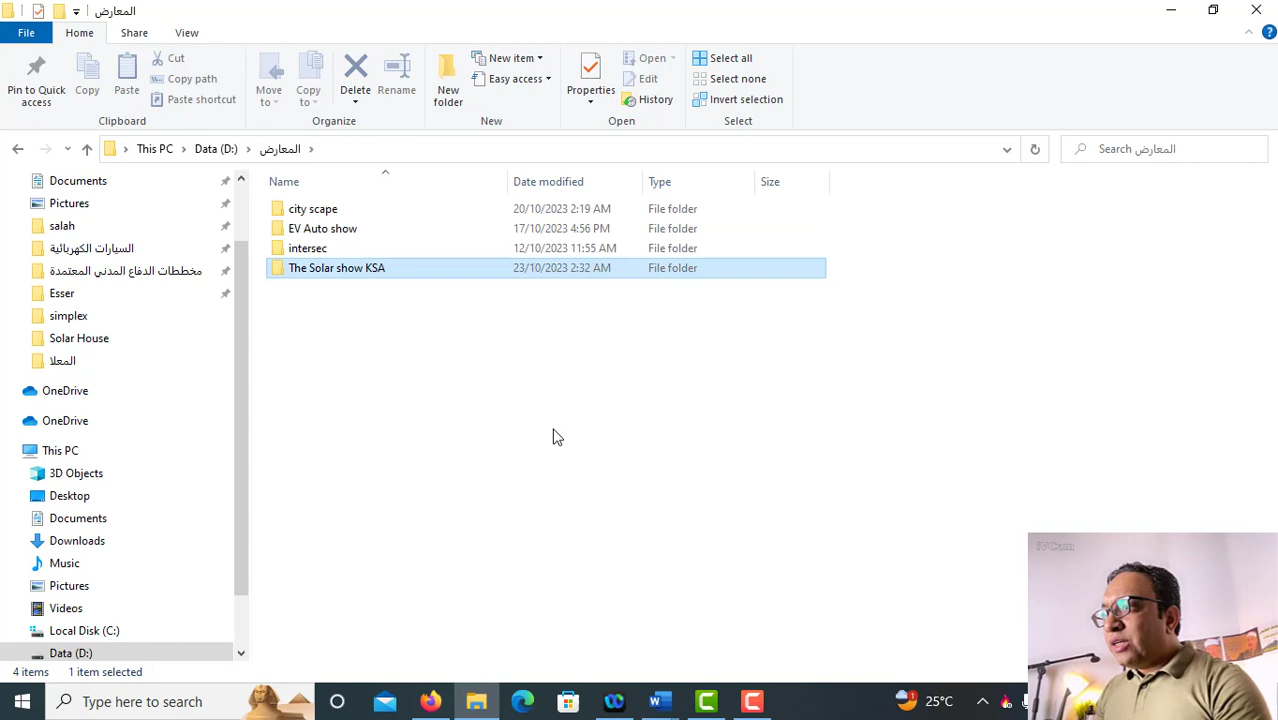 المعارض
File
Home
Share
View
Pin to Quick access
Copy
Paste
Cut
Copy path
Paste shortcut
Clipboard
Move to
Copy to
Delete
Rename
Organize
New folder
New item
Easy access
New
Properties
Open
Edit
History
Open
Select all
Select none
Invert selection
Select
This PC
Data (D:)
المعارض
Search المعارض
Documents
Pictures
salah
السيارات الكهربائية
مخططات الدفاع المدني المعتمدة
Esser
simplex
Solar House
المعلا
OneDrive
OneDrive
This PC
3D Objects
Desktop
Documents
Downloads
Music
Pictures
Videos
Local Disk (C:)
Data (D:)
Name Date modified Type Size
city scape 20/10/2023 2:19 AM File folder
EV Auto show 17/10/2023 4:56 PM File folder
intersec 12/10/2023 11:55 AM File folder
The Solar show KSA 23/10/2023 2:32 AM File folder
iVCam
4 items 1 item selected
Type here to search
1
25°C